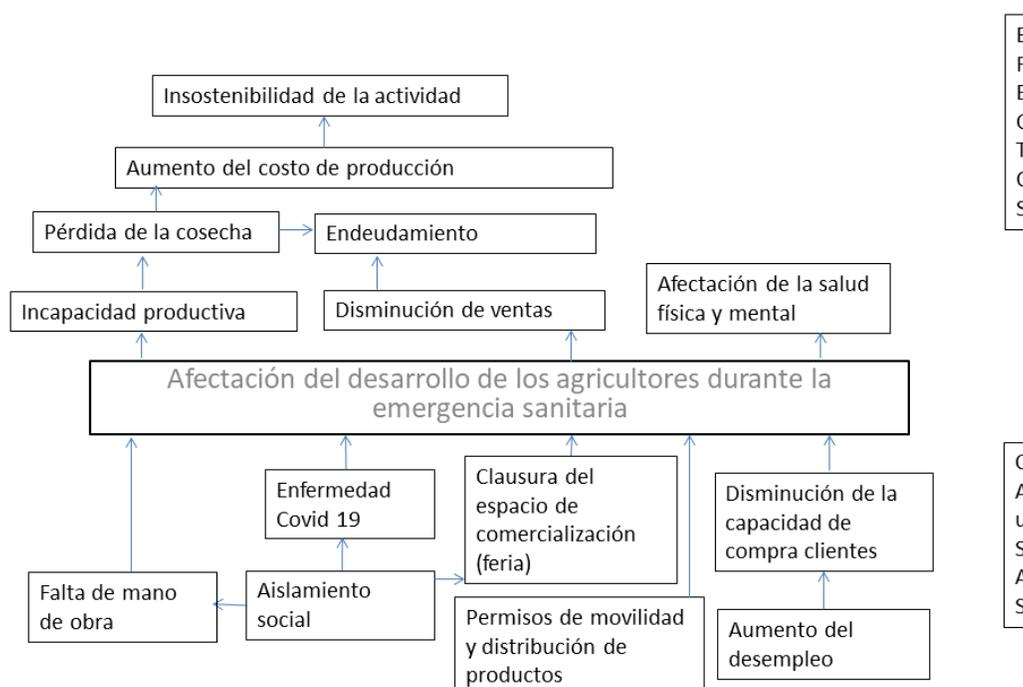 Insostenibilidad de la actividad
Aumento del costo de producción
Pérdida de la cosecha
Endeudamiento
Incapacidad productiva
Disminución de ventas
Afectación de la salud
física y mental
Afectación del desarrollo de los agricultores durante la
emergencia sanitaria
Enfermedad
Covid 19
Clausura del
espacio de
comercialización
(feria)
Disminución de la
capacidad de
compra clientes
Falta de mano
de obra
Aislamiento
social
Permisos de movilidad
y distribución de
productos
Aumento del
desempleo